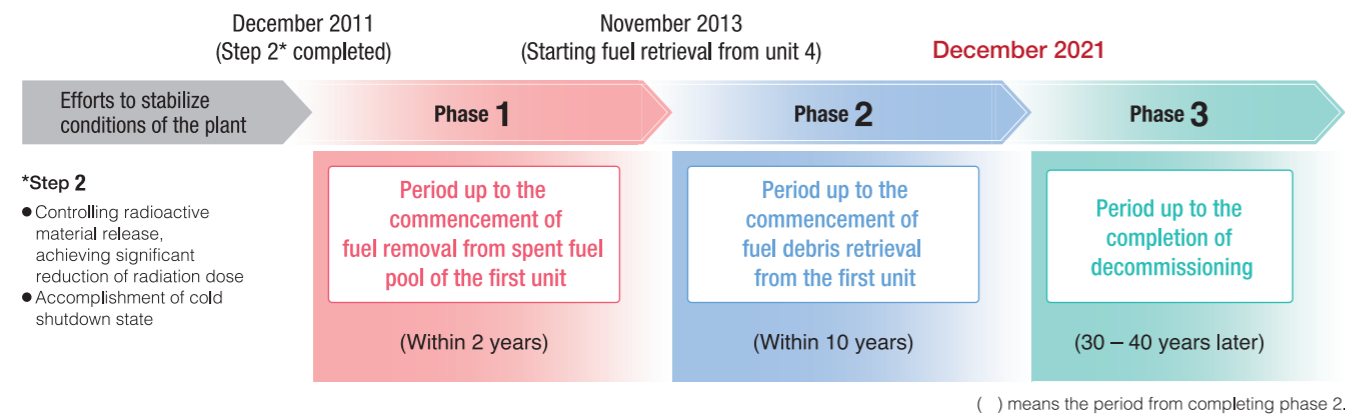 December 2011
(Step 2* completed)
November 2013
(Starting fuel retrieval from unit 4)
December 2021
Efforts to stabilize
conditions of the plant
Phase 1
Phase 2
Phase 3
*Step 2
● Controlling radioactive
material release,
achieving significant
reduction of radiation dose
● Accomplishment of cold
shutdown state
Period up to the
commencement of
fuel removal from spent fuel
pool of the first unit
(Within 2 years)
Period up to the
commencement of
fuel debris retrieval
from the first unit
(Within 10 years)
Period up to the
completion of
decommissioning
(30 – 40 years later)
( ) means the period from completing phase 2.